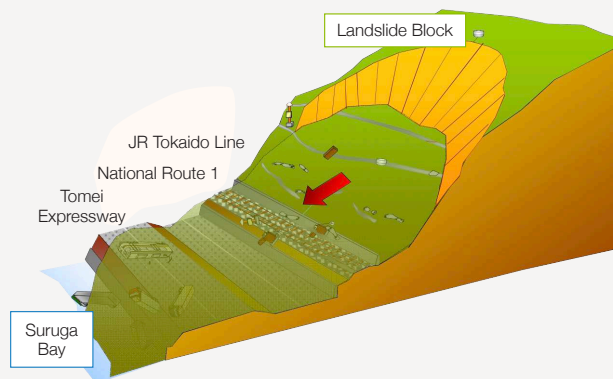 Landslide Block
JR Tokaido Line
National Route 1
Tomei
Expressway
Suruga
Bay